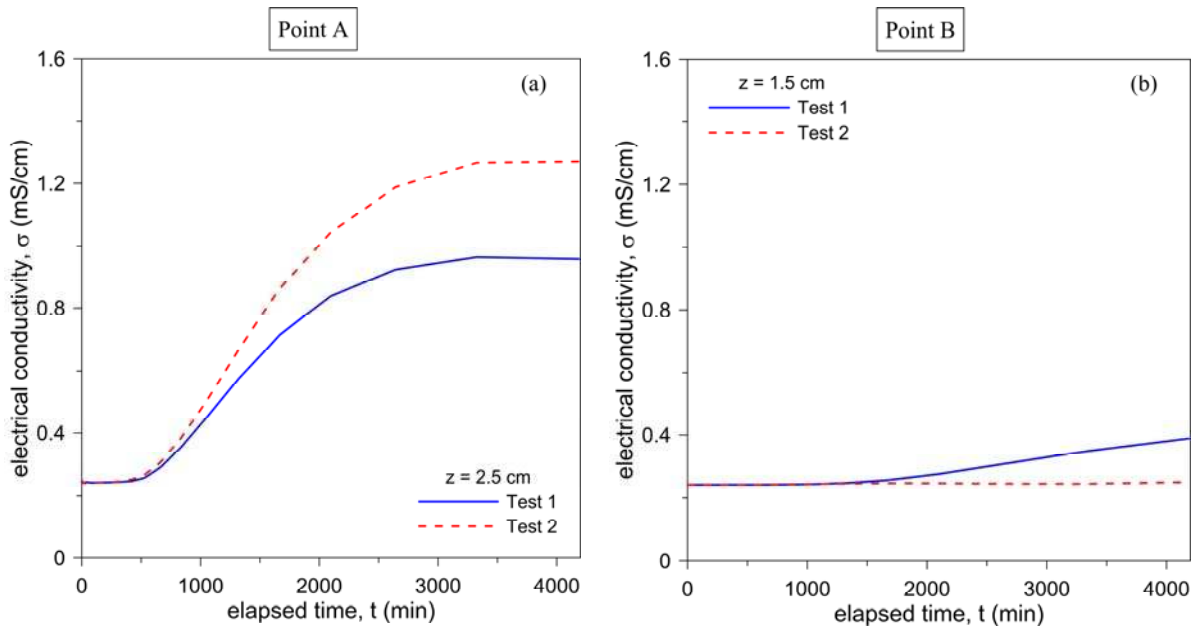 Point A
(a)
1.6
1.2
0.8
0.4
0
electrical conductivity, σ (mS/cm)
z = 2.5 cm
Test 1
Test 2
0 1000 2000 3000 4000
elapsed time, t (min)
Point B
(b)
z = 1.5 cm
Test 1
Test 2
1.6
1.2
0.8
0.4
0
electrical conductivity, σ (mS/cm)
0 1000 2000 3000 4000
elapsed time, t (min)